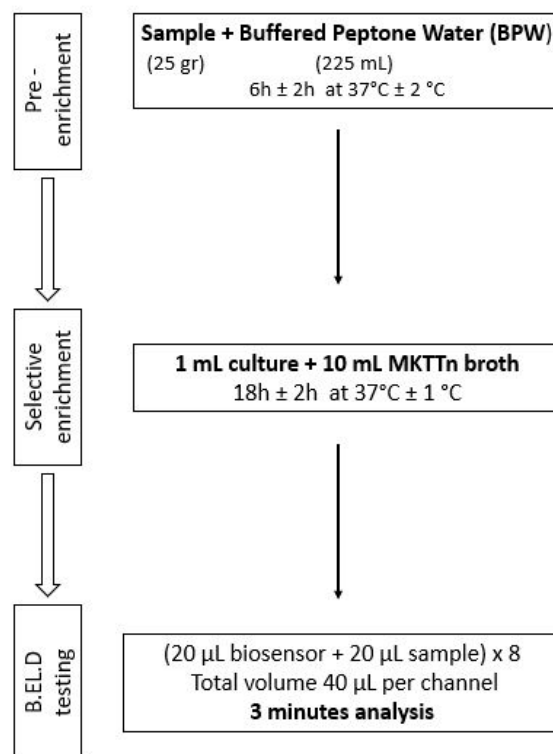 Pre -
enrichment
Sample + Buffered Peptone Water (BPW)
(25 gr) (225 mL)
6h ± 2h at 37°C ± 2 °C
Selective
enrichment
1 mL culture + 10 mL MKTTn broth
18h ± 2h at 37°C ± 1 °C
B.EL.D
testing
(20 µL biosensor + 20 µL sample) x 8
Total volume 40 µL per channel
3 minutes analysis